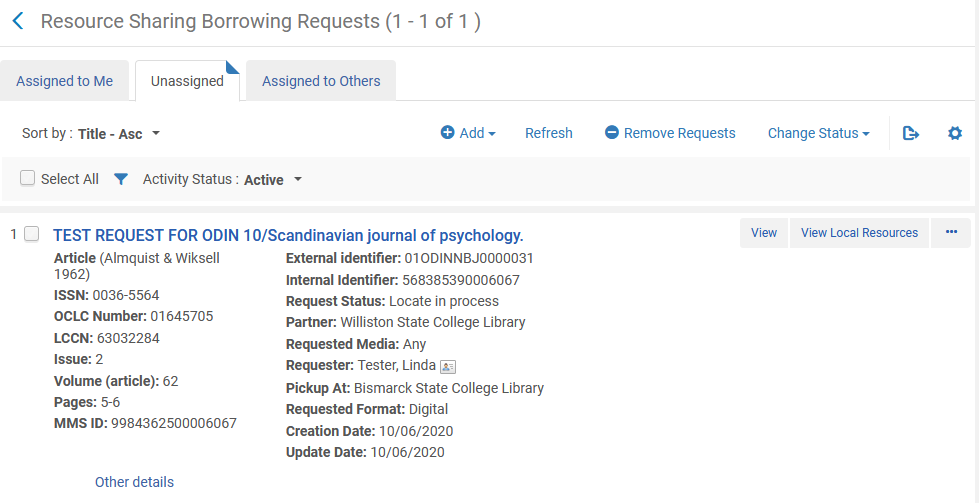 Resource Sharing Borrowing Requests (1 - 1 of 1 )
Assigned to Me
Unassigned
Assigned to Others
Sort by : Title - Asc
Add
Refresh
Remove Requests
Change Status
Select All
Activity Status : Active
1
TEST REQUEST FOR ODIN 10/Scandinavian journal of psychology.
View
View Local Resources
Article (Almquist & Wiksell
1962)
ISSN: 0036-5564
OCLC Number: 01645705
LCCN: 63032284
Issue: 2
Volume (article): 62
Pages: 5-6
MMS ID: 9984362500006067
External identifier: 01ODINNBJ0000031
Internal Identifier: 568385390006067
Request Status: Locate in process
Partner: Williston State College Library
Requested Media: Any
Requester: Tester, Linda
Pickup At: Bismarck State College Library
Requested Format: Digital
Creation Date: 10/06/2020
Update Date: 10/06/2020
Other details